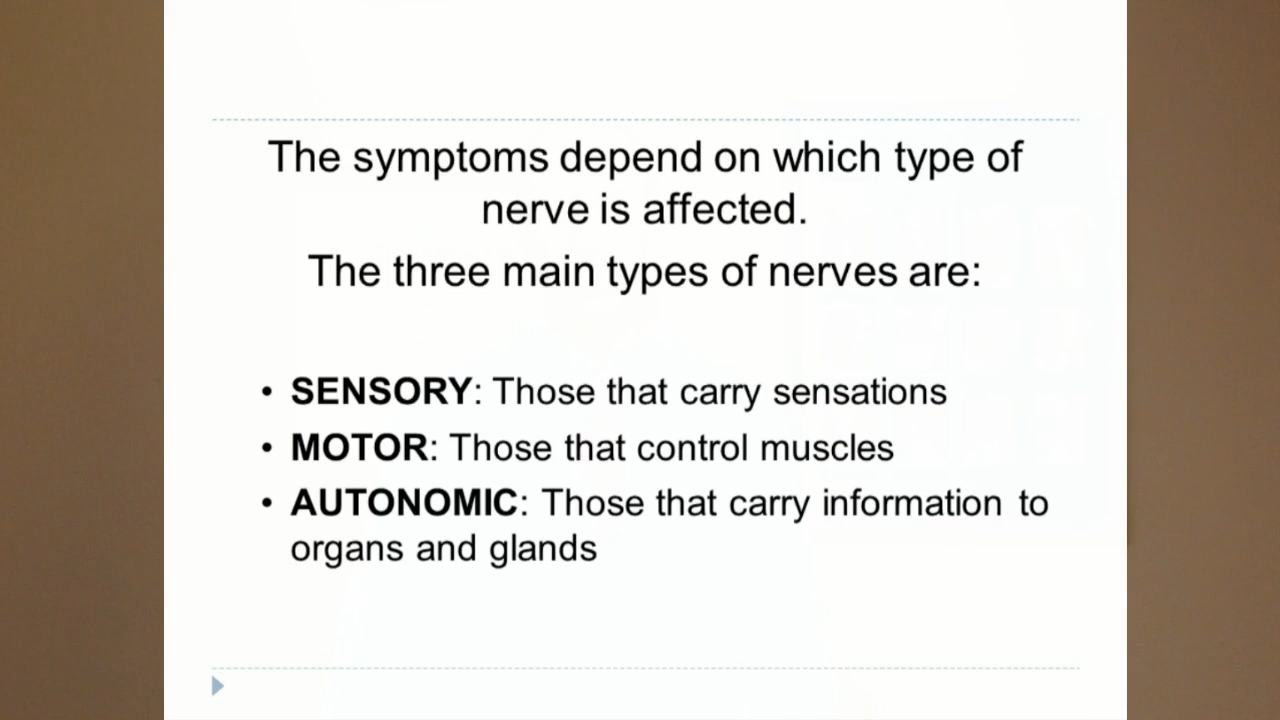 The symptoms depend on which type of
nerve is affected.
The three main types of nerves are:
• SENSORY: Those that carry sensations
• MOTOR: Those that control muscles
• AUTONOMIC: Those that carry information to
organs and glands